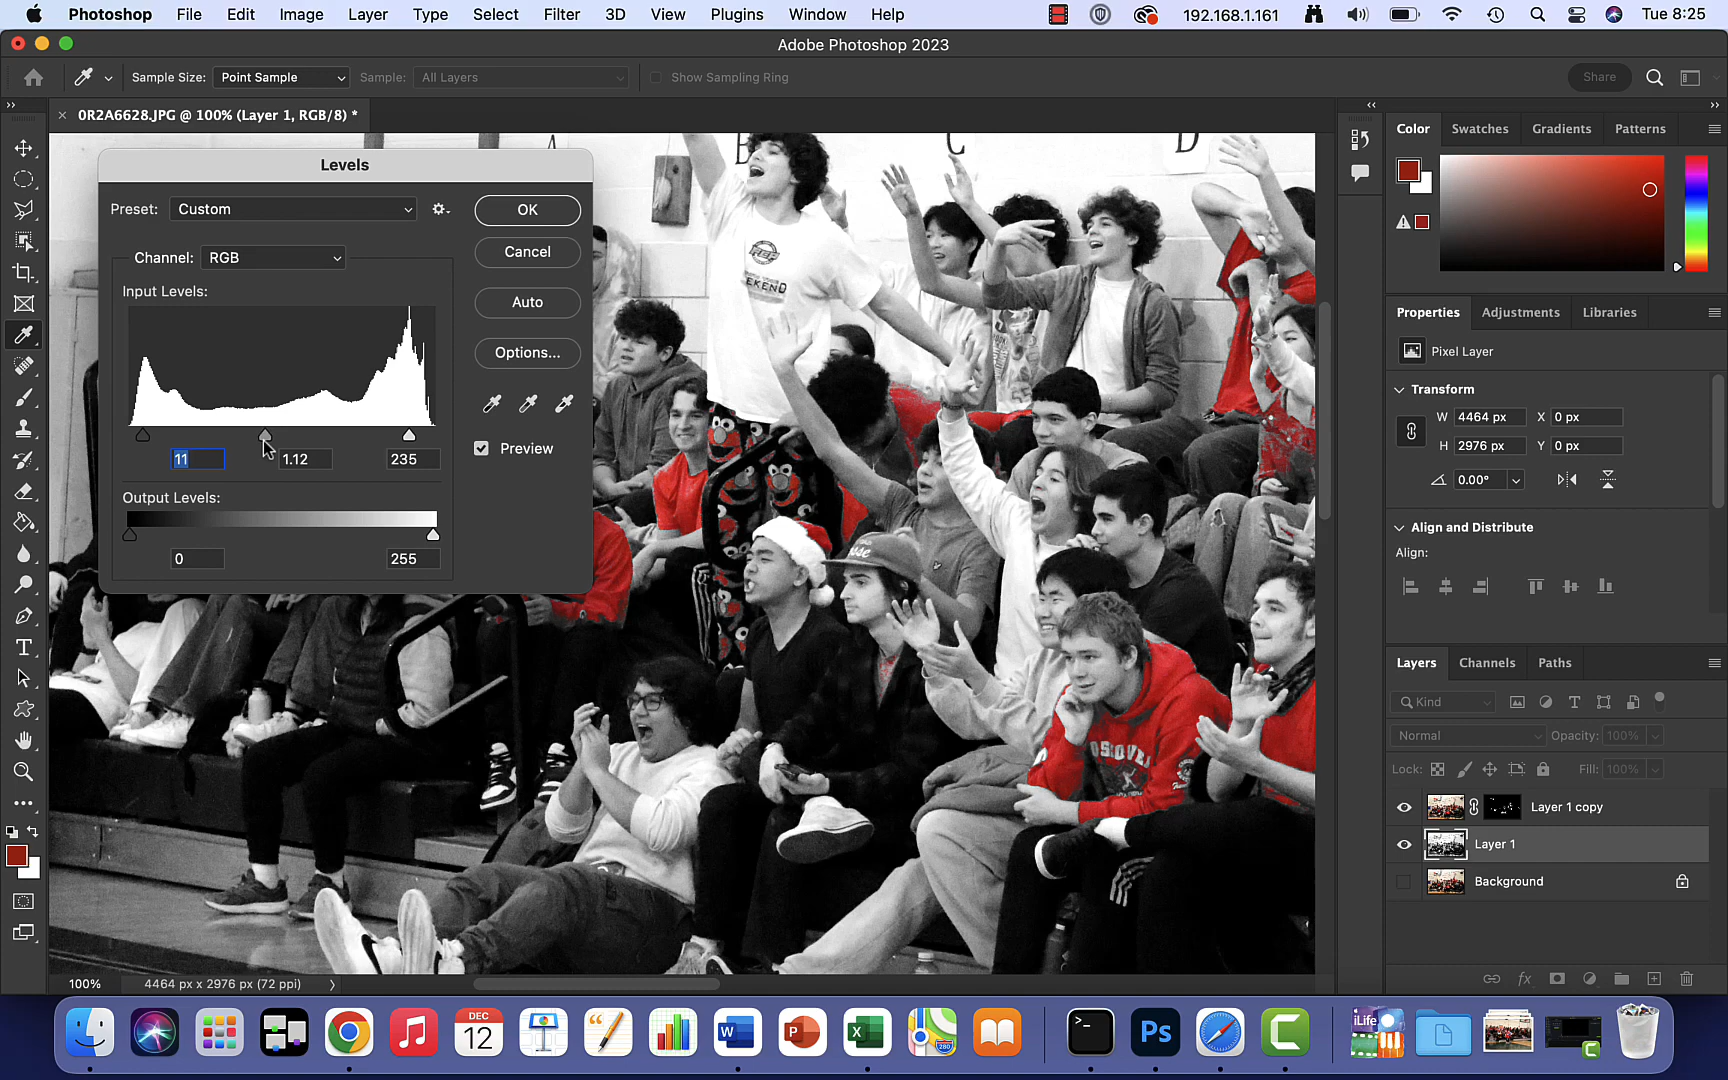 Photoshop File Edit Image Layer Type Select Filter 3D View Plugins Window Help 192.168.1.161 Tue 8:25
Adobe Photoshop 2023
Sample Size: Point Sample Sample: All Layers Show Sampling Ring Share
0R2A6628.JPG @ 100% (Layer 1, RGB/8) *
Color Swatches Gradients Patterns
A B C D
Levels
Preset: Custom OK
Channel: RGB Cancel
Input Levels:
Auto
Options...
Preview
11 1.12 235
Output Levels:
0 255
EKEND
Properties Adjustments Libraries
Pixel Layer
Transform
W 4464 px X 0 px
H 2976 px Y 0 px
0.00°
Align and Distribute
Align:
Layers Channels Paths
Kind
Normal Opacity: 100%
Lock: Fill: 100%
Layer 1 copy
Layer 1
Background
100% 4464 px x 2976 px (72 ppi)
DEC
12
280
iLife
W P X
>_ Ps C